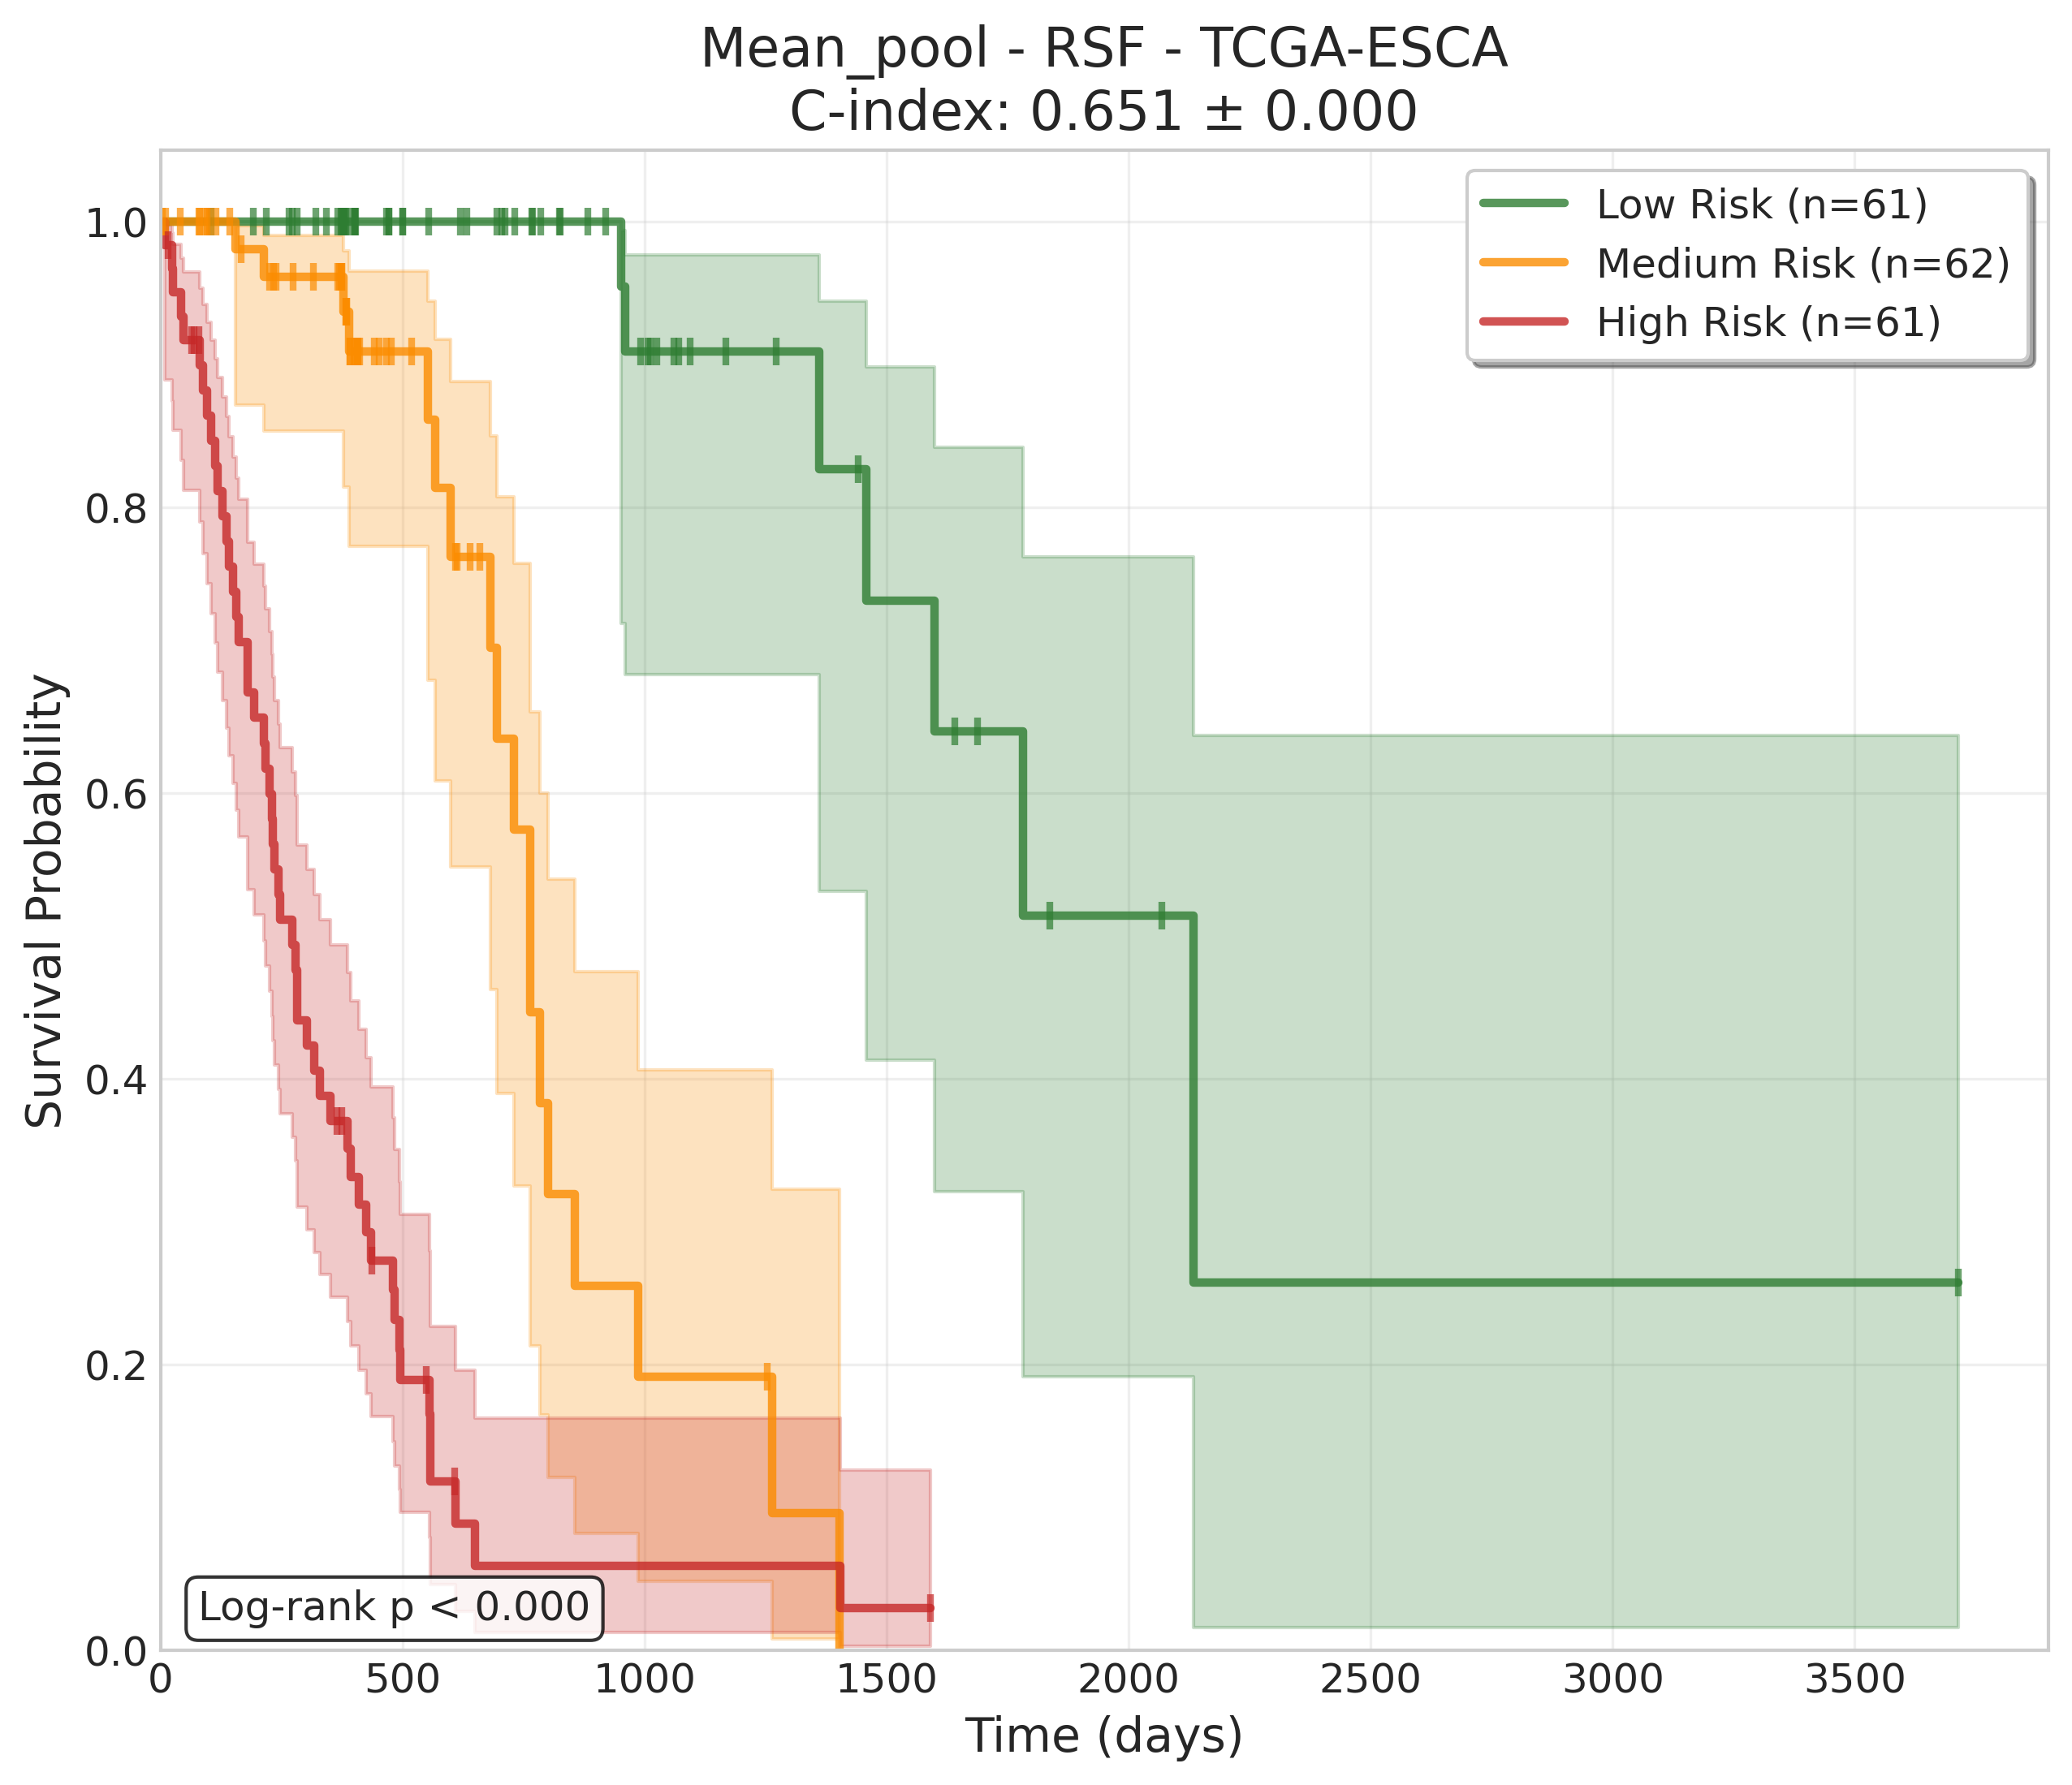 Mean_pool - RSF - TCGA-ESCA
C-index: 0.651 ± 0.000
Low Risk (n=61)
Medium Risk (n=62)
High Risk (n=61)
Survival Probability
1.0
0.8
0.6
0.4
0.2
0.0
Log-rank p < 0.000
0 500 1000 1500 2000 2500 3000 3500
Time (days)